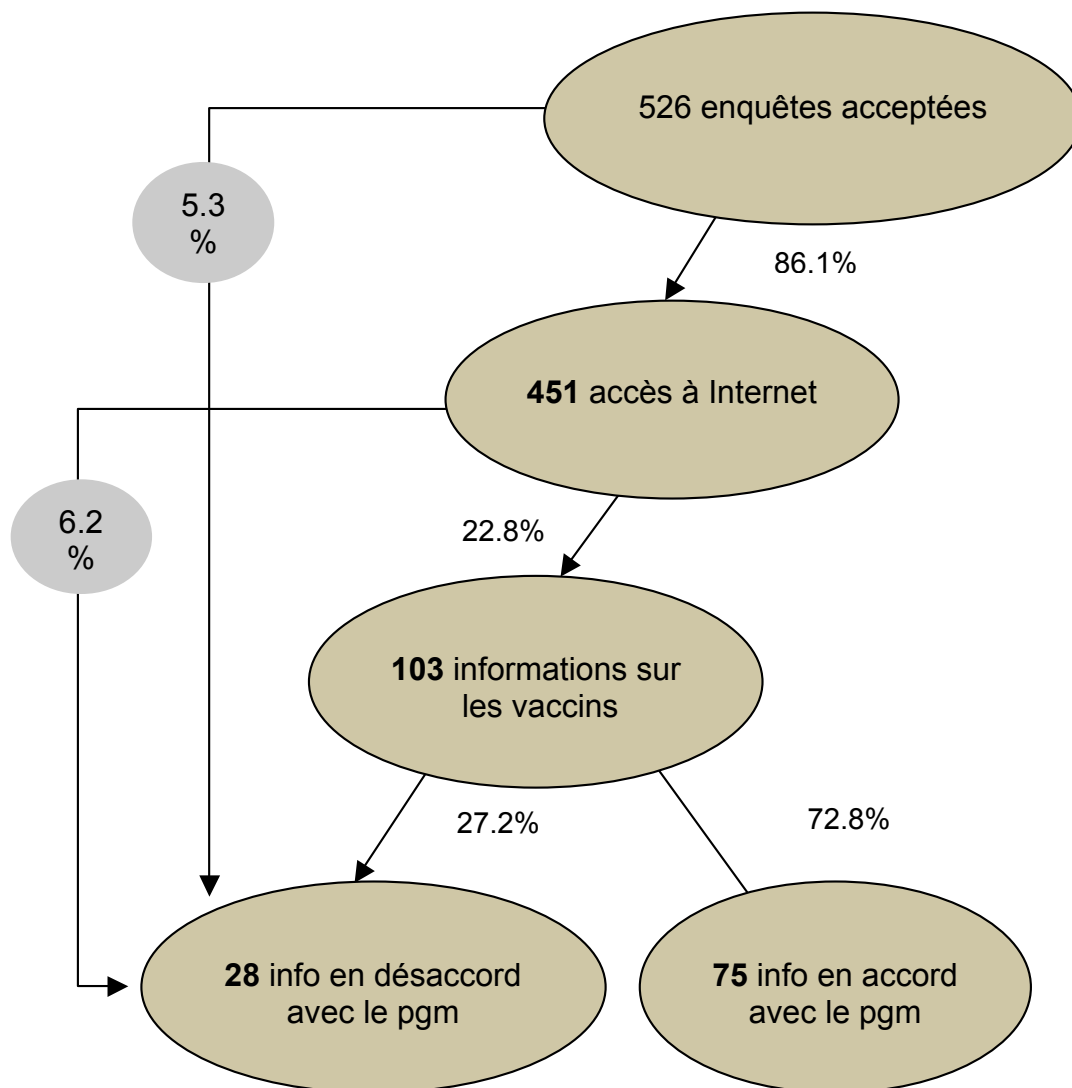 526 enquêtes acceptées
5.3
%
86.1%
451 accès à Internet
6.2
%
22.8%
103 informations sur
les vaccins
27.2%
72.8%
28 info en désaccord
avec le pgm
75 info en accord
avec le pgm